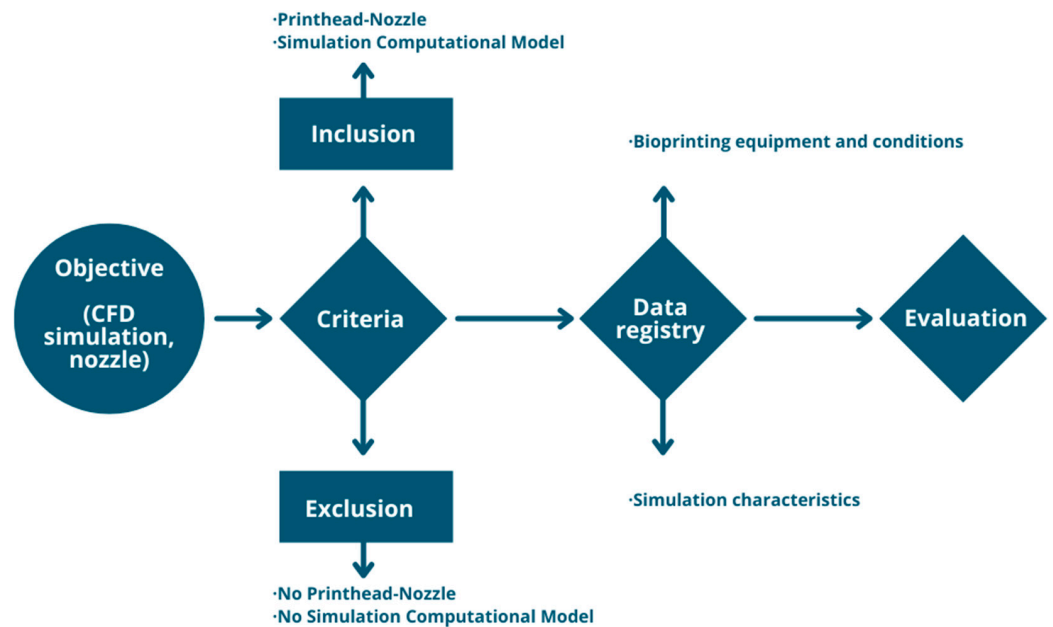 ·Printhead-Nozzle
·Simulation Computational Model
Inclusion
·Bioprinting equipment and conditions
Objective
(CFD
simulation,
nozzle)
Criteria
Data
registry
Evaluation
Exclusion
·Simulation characteristics
·No Printhead-Nozzle
·No Simulation Computational Model